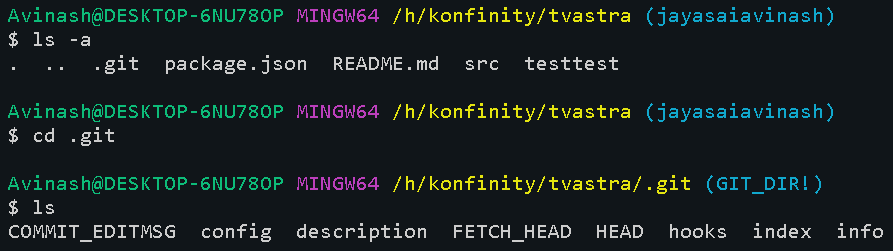 Avinash@DESKTOP-6NU78OP MINGW64 /h/konfinity/tvastra (jayasaiavinash)
$ ls -a
.  ..  .git  package.json  README.md  src  testtest
Avinash@DESKTOP-6NU78OP MINGW64 /h/konfinity/tvastra (jayasaiavinash)
$ cd .git
Avinash@DESKTOP-6NU78OP MINGW64 /h/konfinity/tvastra/.git (GIT_DIR!)
$ ls
COMMIT_EDITMSG  config  description  FETCH_HEAD  HEAD  hooks  index  info